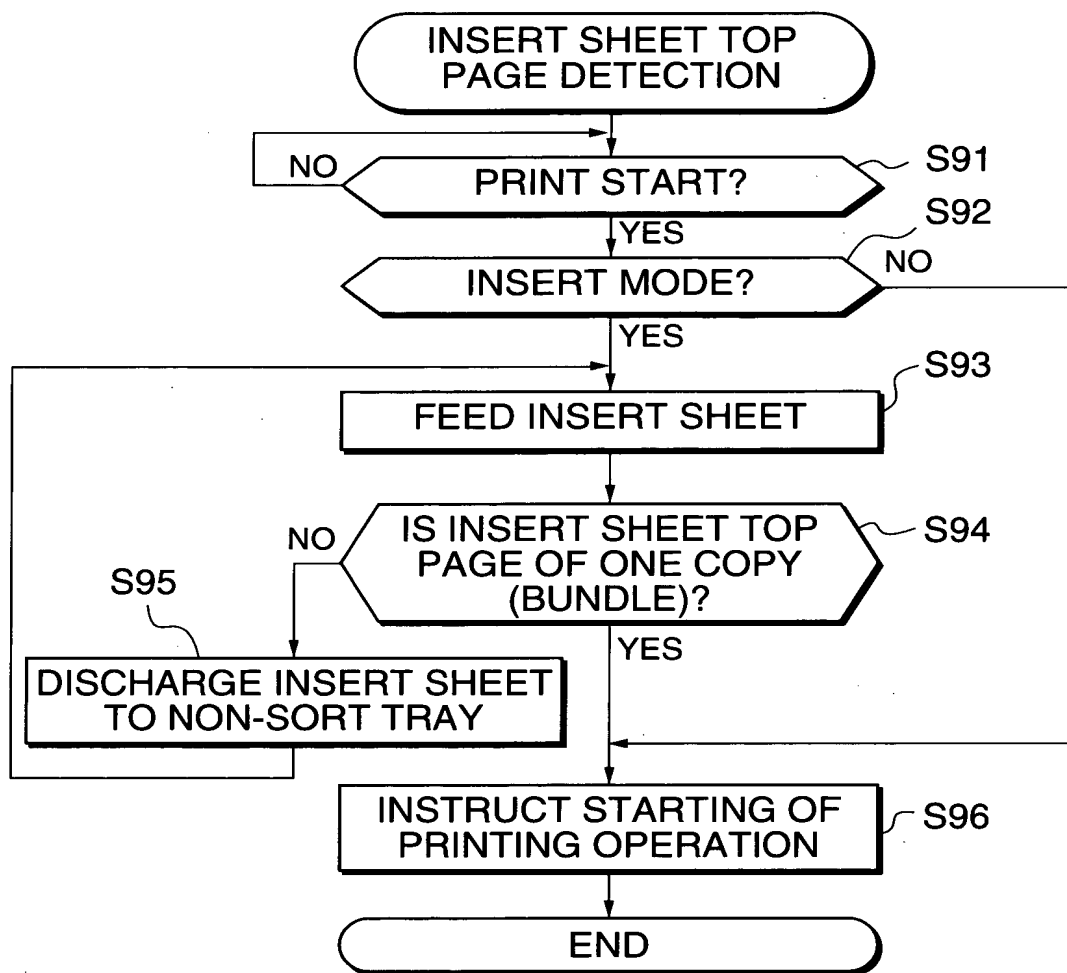 INSERT SHEET TOP
PAGE DETECTION
NO
PRINT START?
S91
YES
S92
INSERT MODE?
NO
YES
S93
FEED INSERT SHEET
NO
IS INSERT SHEET TOP
PAGE OF ONE COPY
(BUNDLE)?
S94
S95
YES
DISCHARGE INSERT SHEET
TO NON-SORT TRAY
INSTRUCT STARTING OF
PRINTING OPERATION
S96
END